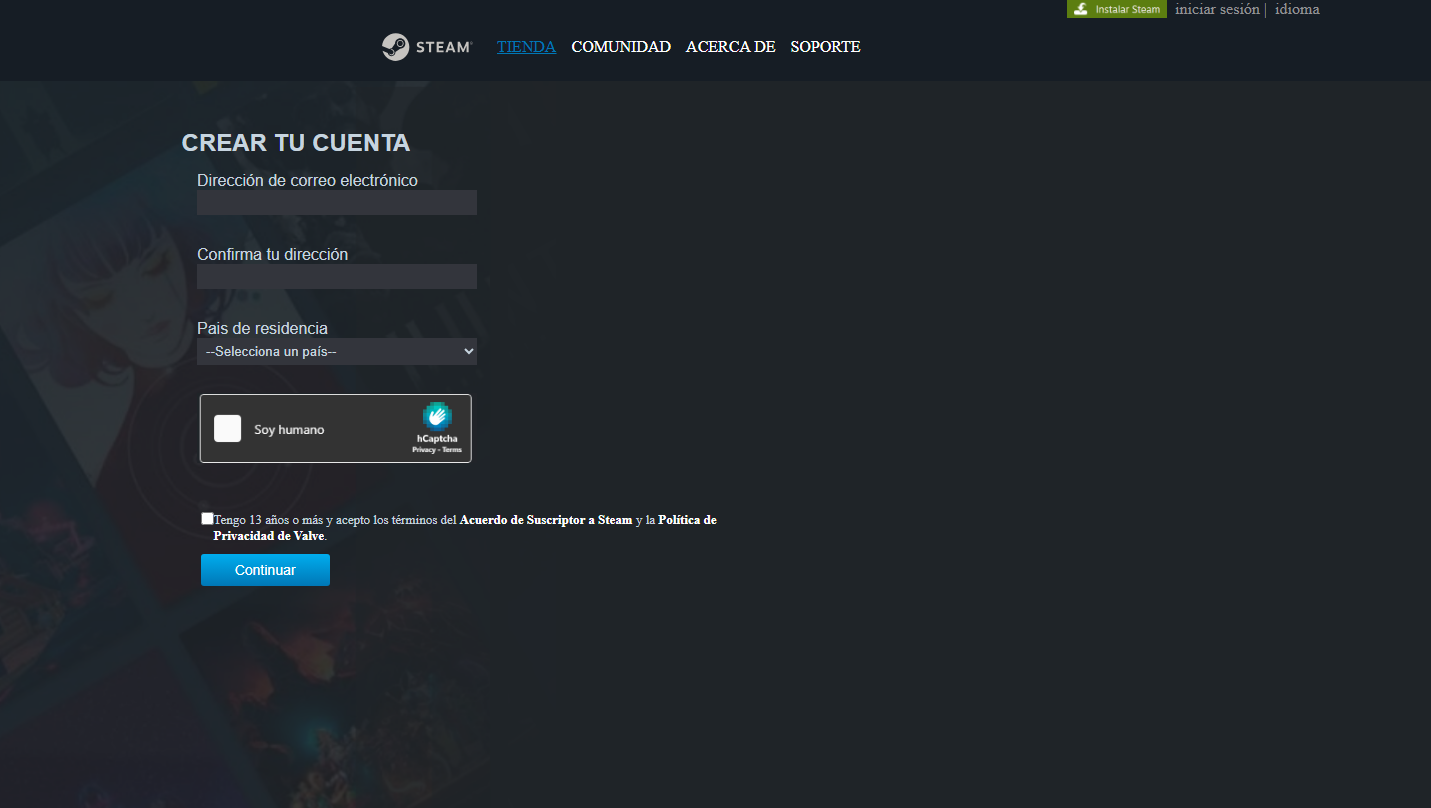 Instalar Steam iniciar sesión | idioma
STEAM® TIENDA COMUNIDAD ACERCA DE SOPORTE
CREAR TU CUENTA
Dirección de correo electrónico
Confirma tu dirección
Pais de residencia
--Selecciona un país--
Soy humano
hCaptcha
Privacy - Terms
Tengo 13 años o más y acepto los términos del Acuerdo de Suscriptor a Steam y la Política de
Privacidad de Valve.
Continuar